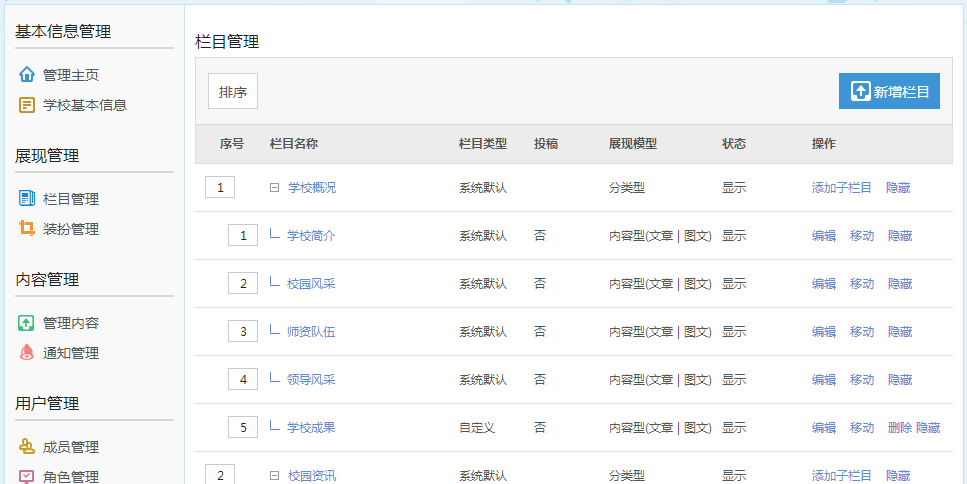 基本信息管理
管理主页
学校基本信息
展现管理
栏目管理
装扮管理
内容管理
管理内容
通知管理
用户管理
成员管理
角色管理
栏目管理
排序
新增栏目
序号 栏目名称 栏目类型 投稿 展现模型 状态 操作
1 学校概况 系统默认 分类型 显示 添加子栏目 隐藏
1 学校简介 系统默认 否 内容型(文章 | 图文) 显示 编辑 移动 隐藏
2 校园风采 系统默认 否 内容型(文章 | 图文) 显示 编辑 移动 隐藏
3 师资队伍 系统默认 否 内容型(文章 | 图文) 显示 编辑 移动 隐藏
4 领导风采 系统默认 否 内容型(文章 | 图文) 显示 编辑 移动 隐藏
5 学校成果 自定义 否 内容型(文章 | 图文) 显示 编辑 移动 删除 隐藏
2 校园资讯 系统默认 分类型 显示 添加子栏目 隐藏